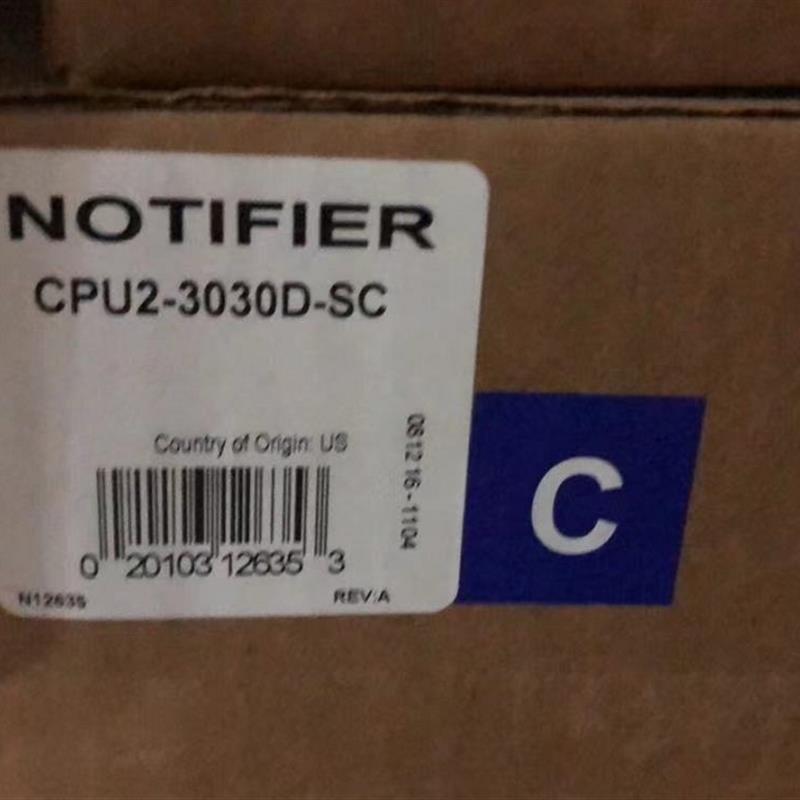 NOTIFIER
CPU2-3030D-SC
Country of Origin: US
061216-1104
0 20103 12635 3
N12635
REV:A
C